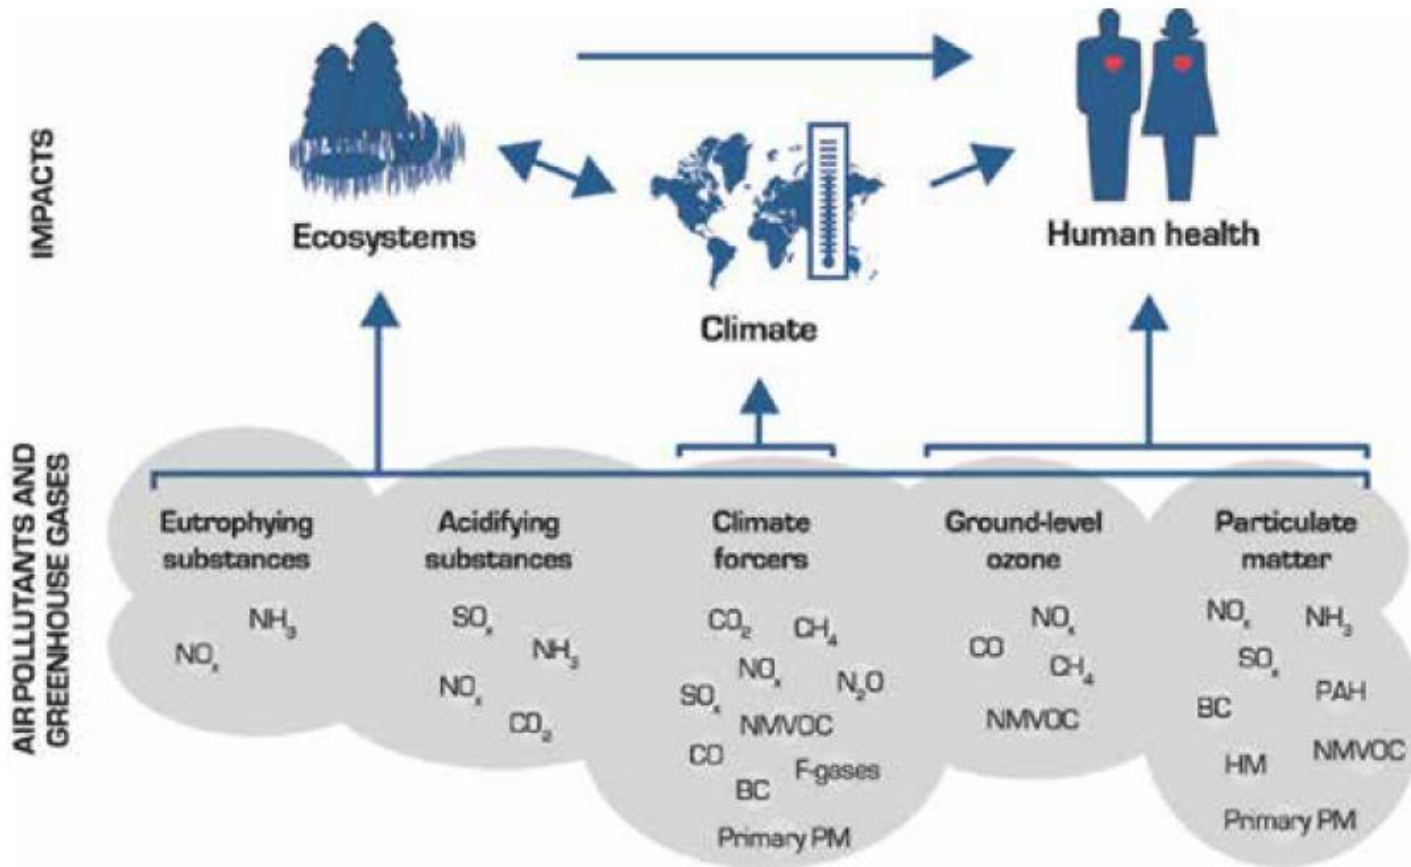 IMPACTS
Ecosystems
Climate
Human health
AIR POLLUTANTS AND
GREENHOUSE GASES
Eutrophying
substances
NH₃
NOₓ
Acidifying
substances
SOₓ
NH₃
NOₓ
CO₂
Climate
forcers
CO₂
CH₄
NOₓ
N₂O
SOₓ
NMVOC
CO
F-gases
BC
Primary PM
Ground-level
ozone
NOₓ
CO
CH₄
NMVOC
Particulate
matter
NOₓ
NH₃
SOₓ
PAH
BC
NMVOC
HM
Primary PM